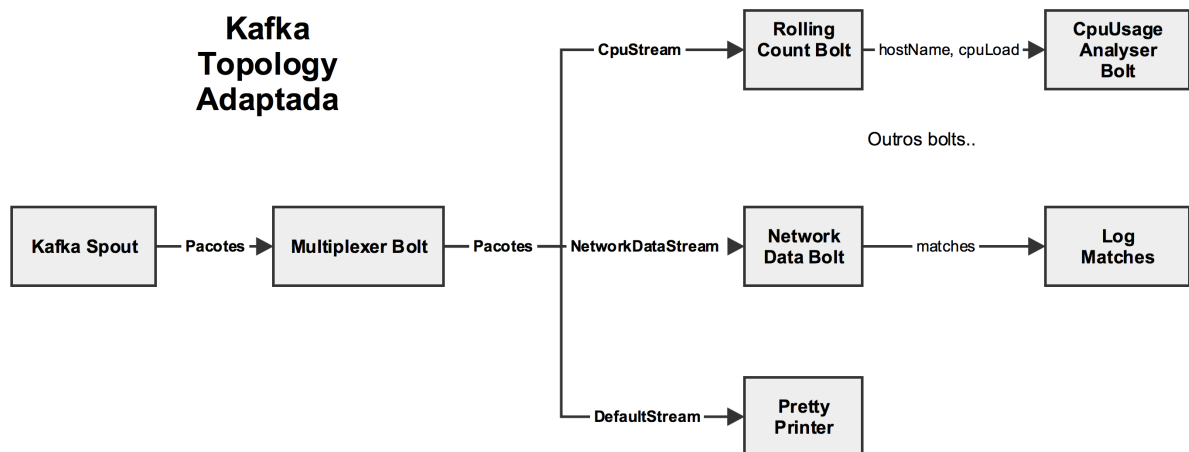 Kafka
Topology
Adaptada
CpuStream
Rolling
Count Bolt
hostName, cpuLoad
CpuUsage
Analyser
Bolt
Outros bolts..
Kafka Spout
Pacotes
Multiplexer Bolt
Pacotes
NetworkDataStream
Network
Data Bolt
matches
Log
Matches
DefaultStream
Pretty
Printer